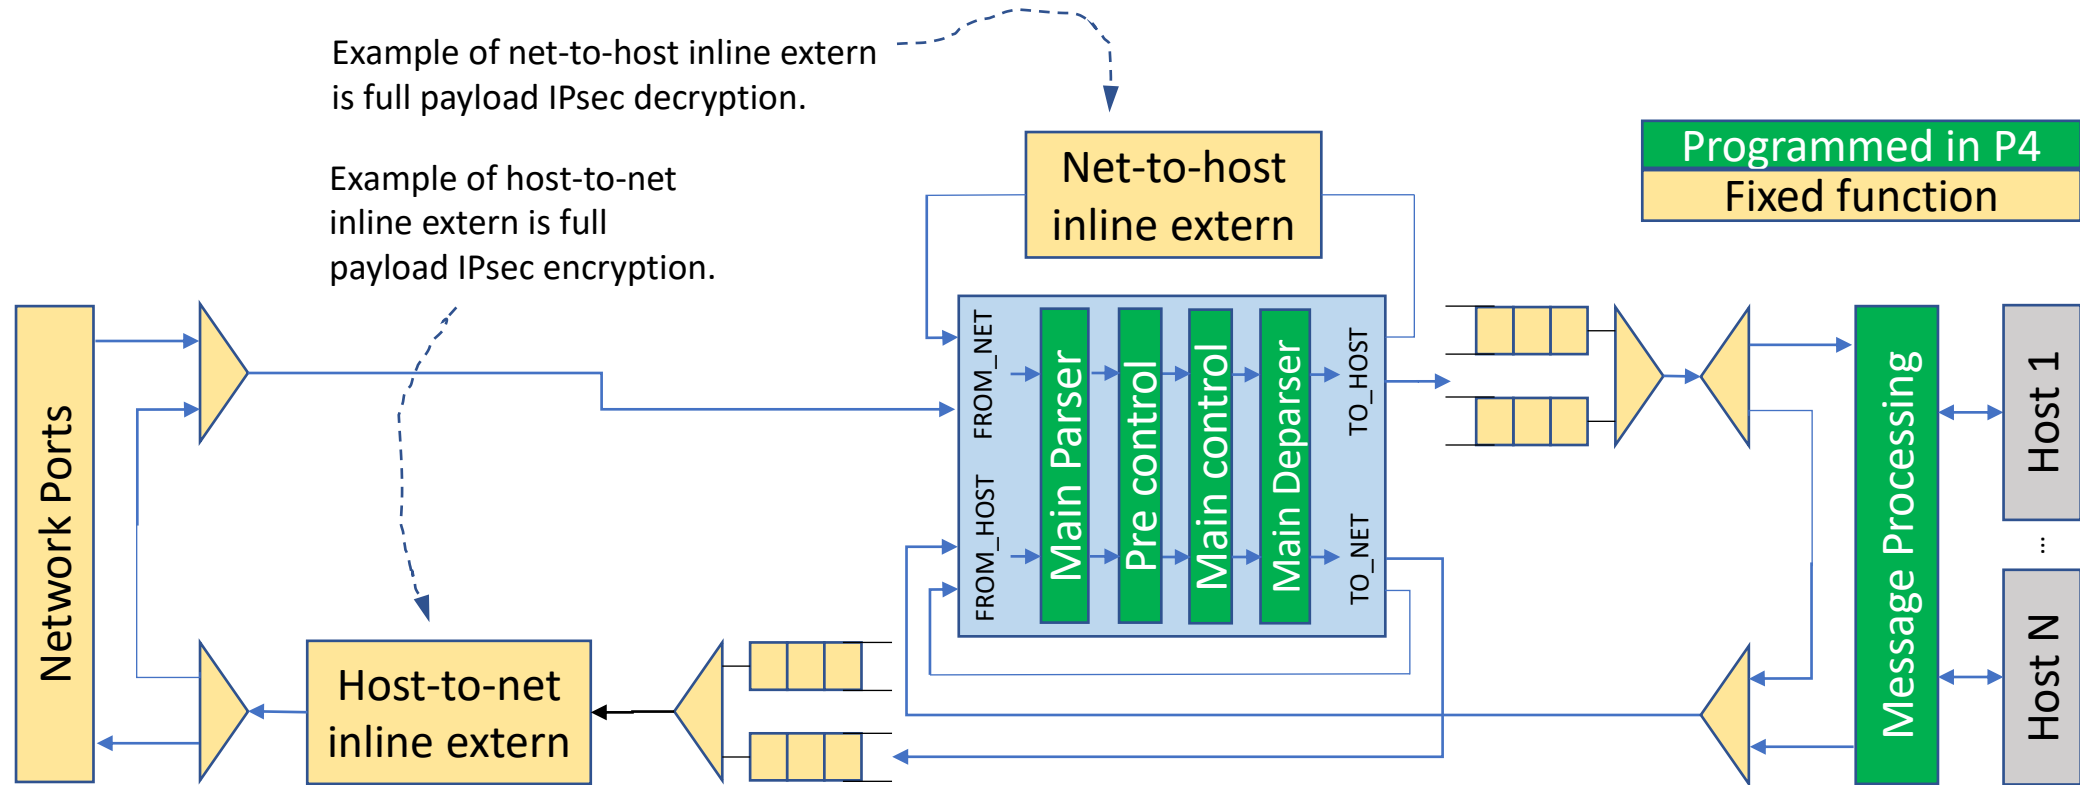 Example of net-to-host inline extern
is full payload IPsec decryption.
Example of host-to-net
inline extern is full
payload IPsec encryption.
Net-to-host
inline extern
Programmed in P4
Fixed function
Network Ports
FROM_NET
FROM_HOST
Main Parser
Pre control
Main control
Main Deparser
TO_HOST
TO_NET
Message Processing
Host 1
...
Host N
Host-to-net
inline extern